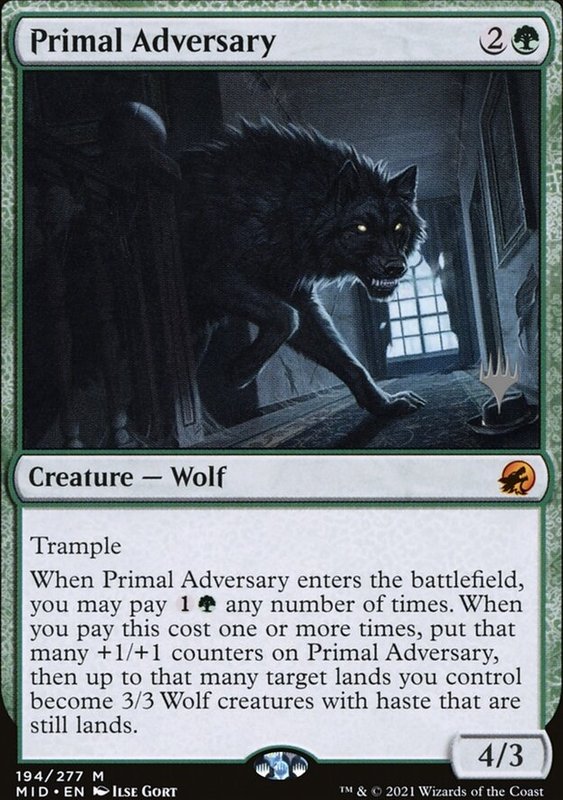 Primal Adversary 2
Creature — Wolf
Trample
When Primal Adversary enters the battlefield,
you may pay 1 any number of times. When
you pay this cost one or more times, put that
many +1/+1 counters on Primal Adversary,
then up to that many target lands you control
become 3/3 Wolf creatures with haste that are
still lands.
4/3
194/277 M
MID • EN Ilse Gort
™ & © 2021 Wizards of the Coast